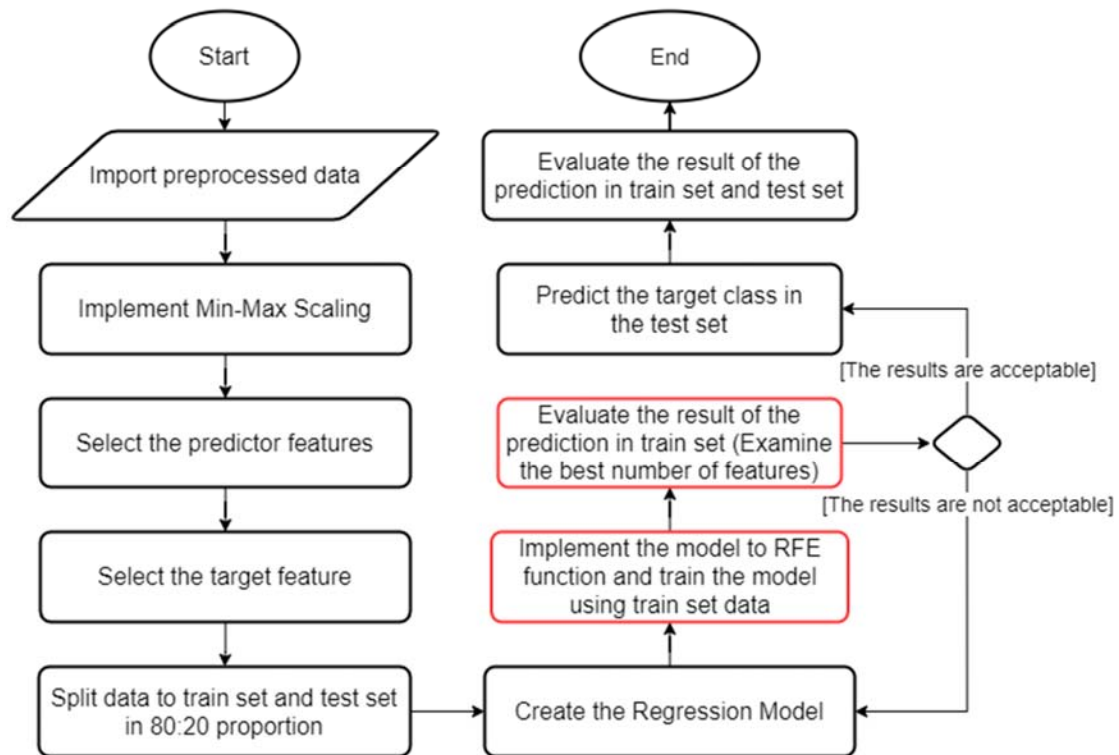 Start
Import preprocessed data
Implement Min-Max Scaling
Select the predictor features
Select the target feature
Split data to train set and test set
in 80:20 proportion
Create the Regression Model
Implement the model to RFE
function and train the model
using train set data
Evaluate the result of the
prediction in train set (Examine
the best number of features)
[The results are acceptable]
[The results are not acceptable]
Predict the target class in
the test set
Evaluate the result of the
prediction in train set and test set
End